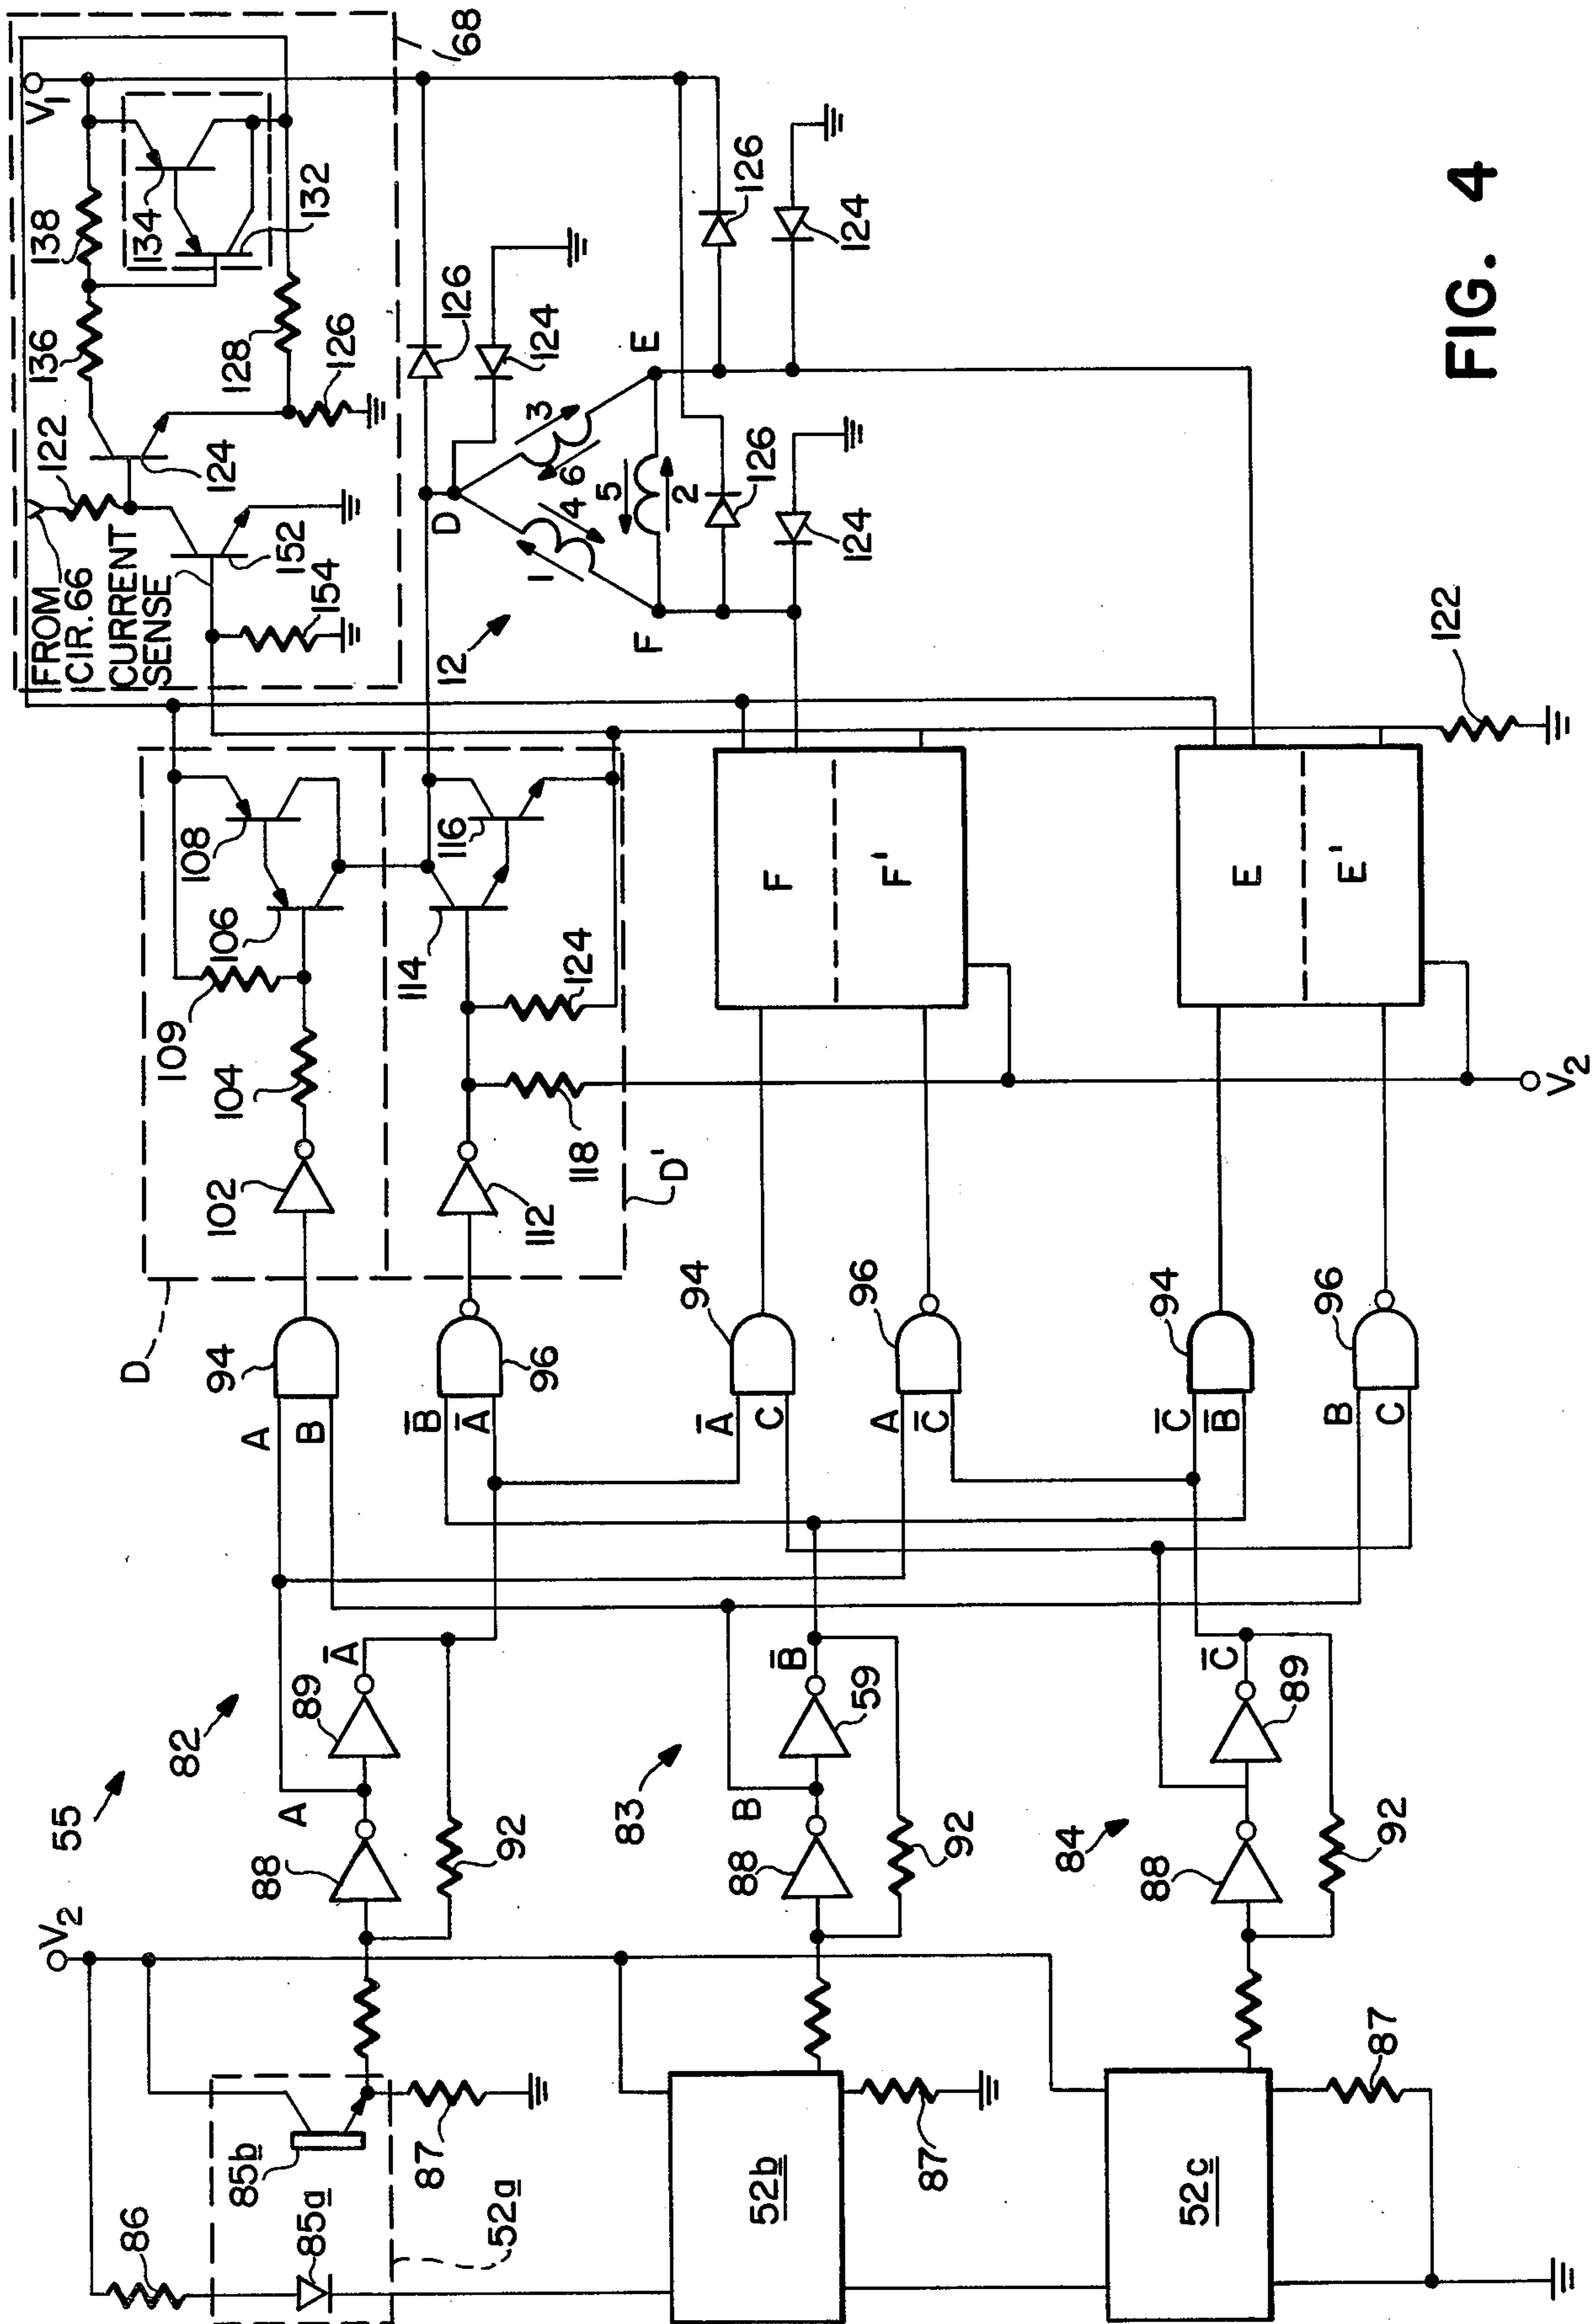 55
V2
86
85a
85b
52a
87
52b
87
52c
87
82
88
A
89
A̅
92
83
88
B
59
B̅
92
84
88
89
C̅
92
D
94
A
B
96
B̅
A̅
94
A̅
C
96
A
C̅
94
C̅
B̅
96
B
C
102
104
109
106
108
112
114
116
118
124
D'
F
F'
E
E'
V2
122
FROM
CIR. 66
CURRENT
SENSE
122
124
152
154
136
138
134
132
128
126
V1
68
12
D
126
124
1
4
6
3
5
2
E
F
126
124
126
124
FIG. 4